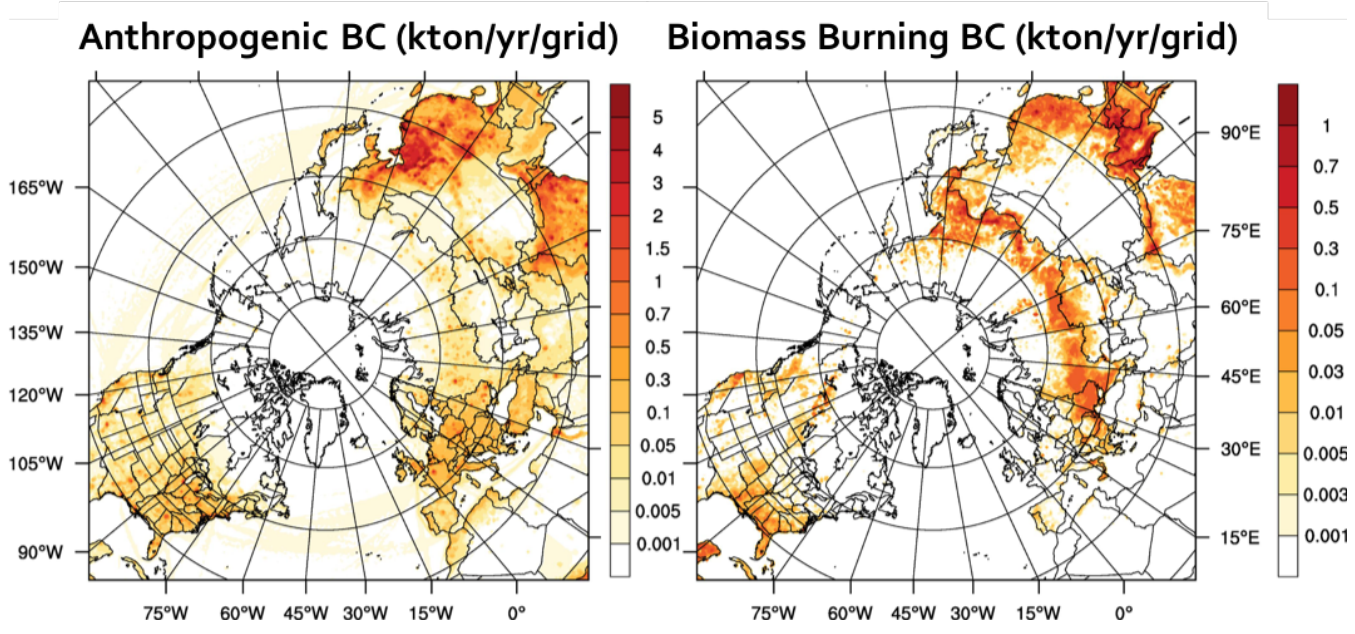 Anthropogenic BC (kton/yr/grid)
Biomass Burning BC (kton/yr/grid)
165°W
150°W
135°W
120°W
105°W
90°W
75°W
60°W
45°W
30°W
15°W
0°
5
4
3
2
1.5
1
0.7
0.5
0.3
0.1
0.05
0.01
0.005
0.001
75°W
60°W
45°W
30°W
15°W
0°
90°E
75°E
60°E
45°E
30°E
15°E
1
0.7
0.5
0.3
0.1
0.05
0.03
0.01
0.005
0.003
0.001